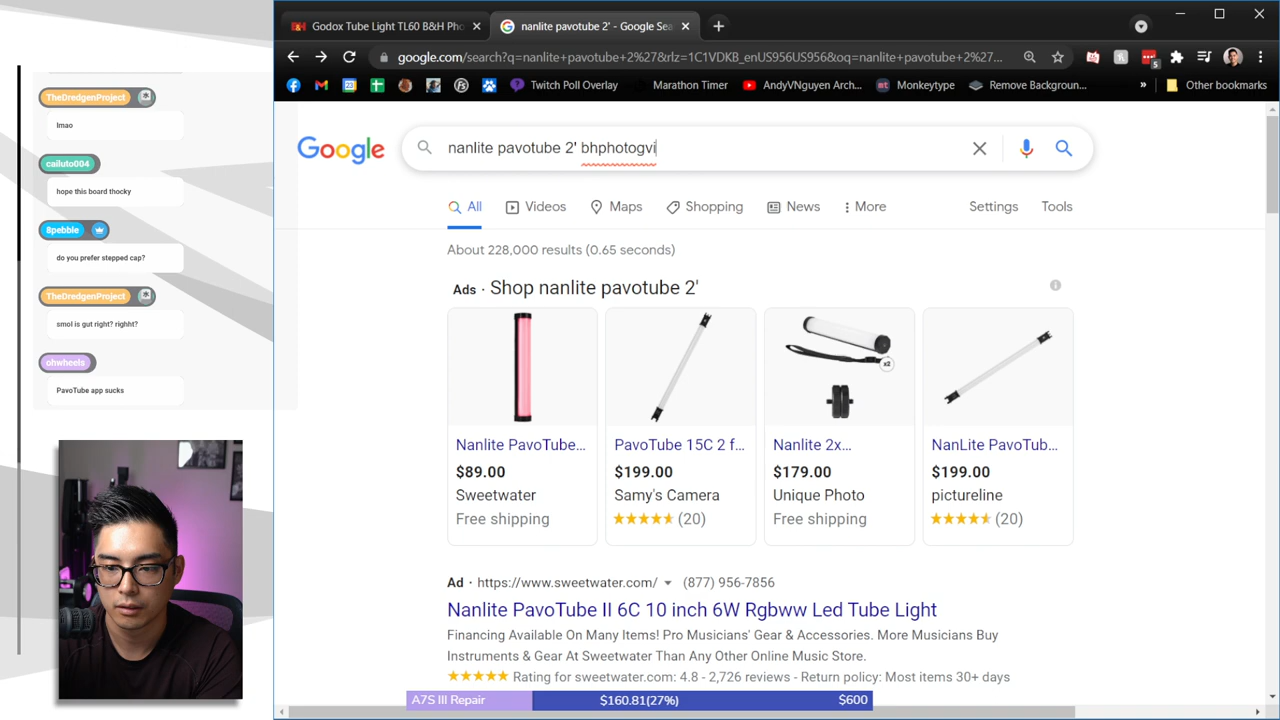 TheDredgenProject
lmao
cailuto004
hope this board thocky
8pebble
do you prefer stepped cap?
TheDredgenProject
smol is gut right? righht?
ohwheels
PavoTube app sucks
B&H
Godox Tube Light TL60 B&H Pho
nanlite pavotube 2' - Google Sea
google.com/search?q=nanlite+pavotube+2%27&rlz=1C1VDKB_enUS956US956&oq=nanlite+pavotube+2%27...
5
23
Twitch Poll Overlay
Marathon Timer
AndyVNguyen Ach...
Monkeytype
Remove Backgroun...
»
Other bookmarks
Google
nanlite pavotube 2' bhphotogvi
All
Videos
Maps
Shopping
News
More
Settings
Tools
About 228,000 results (0.65 seconds)
Ads · Shop nanlite pavotube 2'
x2
Nanlite PavoTube...
$89.00
Sweetwater
Free shipping
PavoTube 15C 2 f...
$199.00
Samy's Camera
(20)
Nanlite 2x...
$179.00
Unique Photo
Free shipping
NanLite PavoTub...
$199.00
pictureline
(20)
Ad · https://www.sweetwater.com/ (877) 956-7856
Nanlite PavoTube II 6C 10 inch 6W Rgbww Led Tube Light
Financing Available On Many Items! Pro Musicians' Gear & Accessories. More Musicians Buy
Instruments & Gear At Sweetwater Than Any Other Online Music Store.
Rating for sweetwater.com: 4.8 - 2,726 reviews - Return policy: Most items 30+ days
A7S III Repair
$160.81(27%)
$600